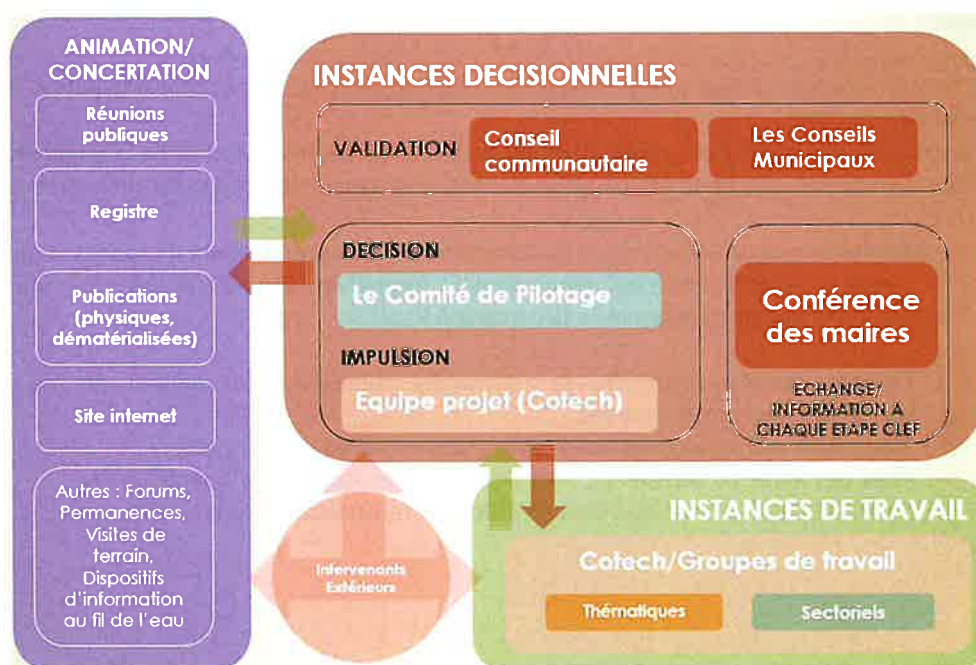 ANIMATION/
CONCERTATION
Réunions
publiques
Registre
Publications
(physiques,
dématérialisées)
Site internet
Autres : Forums,
Permanences,
Visites de
terrain,
Dispositifs
d'information
au fil de l'eau
INSTANCES DECISIONNELLES
VALIDATION
Conseil
communautaire
Les Conseils
Municipaux
DECISION
Le Comité de Pilotage
IMPULSION
Equipe projet (Cotech)
Conférence
des maires
ECHANGE/
INFORMATION A
CHAQUE ETAPE CLEF
Intervenants
Extérieurs
INSTANCES DE TRAVAIL
Cotech/Groupes de travail
Thématiques
Sectoriels